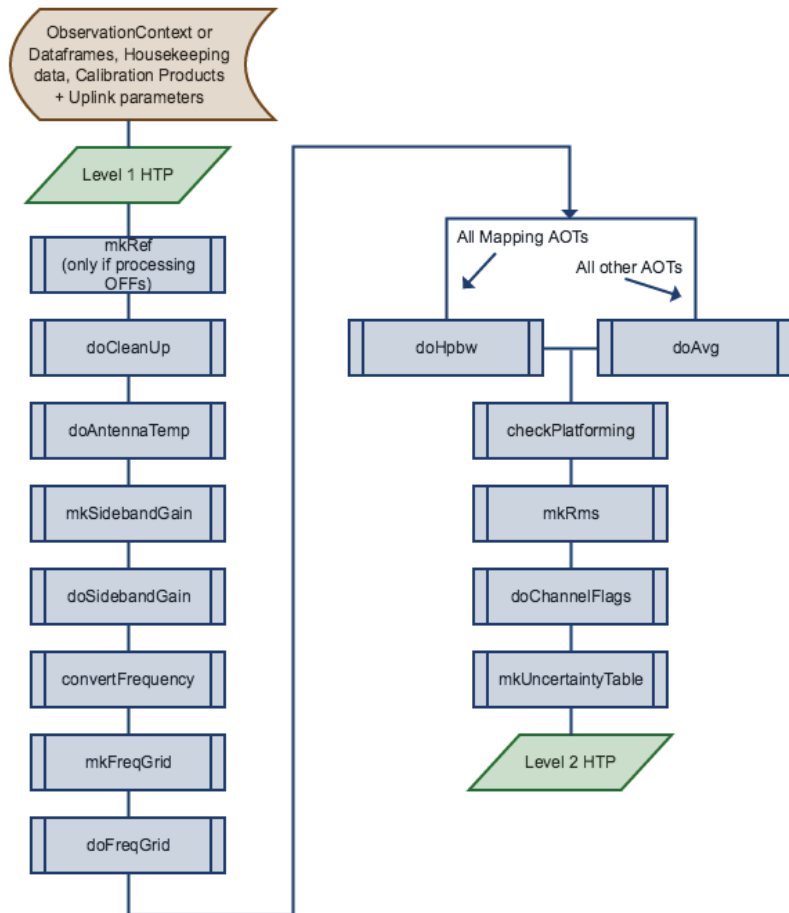 ObservationContext or
Dataframes, Housekeeping
data, Calibration Products
+ Uplink parameters
Level 1 HTP
mkRef
(only if processing
OFFs)
doCleanUp
doAntennaTemp
mkSidebandGain
doSidebandGain
convertFrequency
mkFreqGrid
doFreqGrid
All Mapping AOTs
All other AOTs
doHpbw
doAvg
checkPlatforming
mkRms
doChannelFlags
mkUncertaintyTable
Level 2 HTP